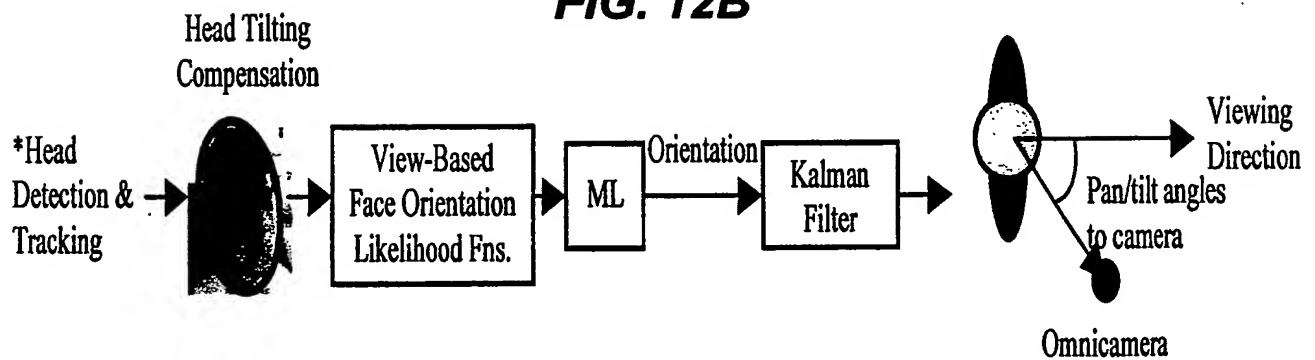 FIG. 12B
Head Tilting
Compensation
*Head
Detection &
Tracking
View-Based
Face Orientation
Likelihood Fns.
ML
Orientation
Kalman
Filter
Viewing
Direction
Pan/tilt angles
to camera
Omnicamera